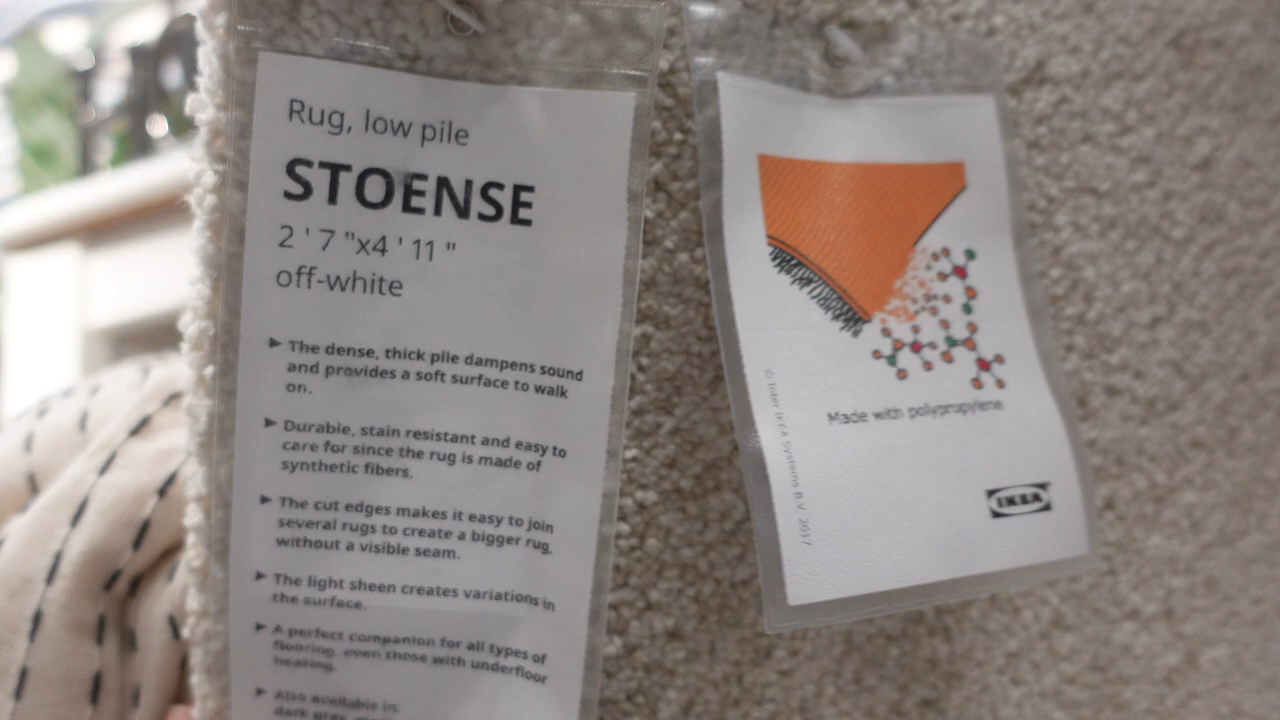 Rug, low pile
STOENSE
2 ' 7 "x4 ' 11 "
off-white
► The dense, thick pile dampens sound
and provides a soft surface to walk
on.
► Durable, stain resistant and easy to
care for since the rug is made of
synthetic fibers.
► The cut edges makes it easy to join
several rugs to create a bigger rug,
without a visible seam.
► The light sheen creates variations in
the surface.
► A perfect companion for all types of
flooring, even those with underfloor
heating.
► Also available in:
dark gray,
Made with polypropylene
© Inter IKEA Systems B.V. 2017
IKEA